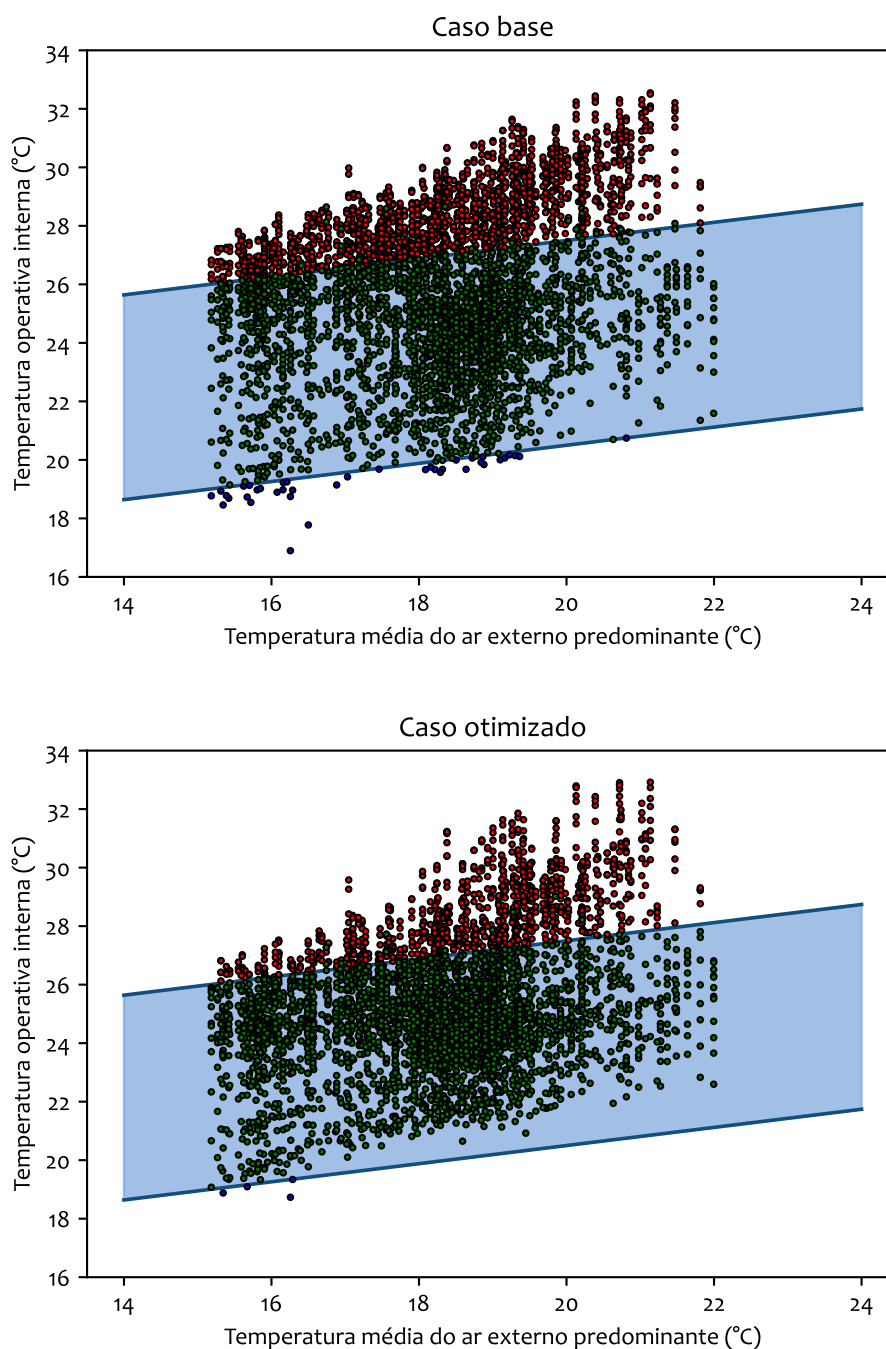 Caso base
34
32
30
28
26
24
22
20
18
16
Temperatura operativa interna (°C)
14 16 18 20 22 24
Temperatura média do ar externo predominante (°C)
Caso otimizado
34
32
30
28
26
24
22
20
18
16
Temperatura operativa interna (°C)
14 16 18 20 22 24
Temperatura média do ar externo predominante (°C)